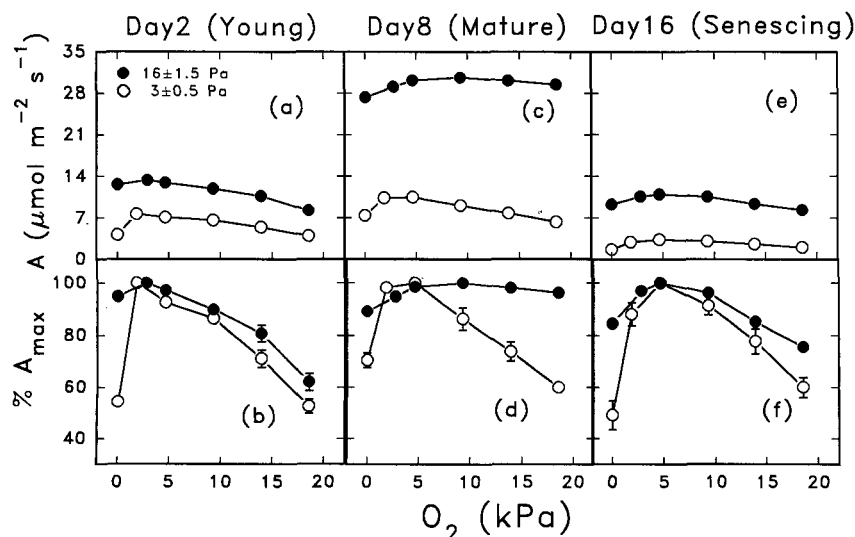 Day2 (Young) Day8 (Mature) Day16 (Senescing)
35
28
21
14
7
0
A (μmol m⁻² s⁻¹)
● 16±1.5 Pa
○ 3±0.5 Pa
(a)
(c)
(e)
100
80
60
40
% Amax
(b)
(d)
(f)
0 5 10 15 20 0 5 10 15 20 0 5 10 15 20
O₂ (kPa)